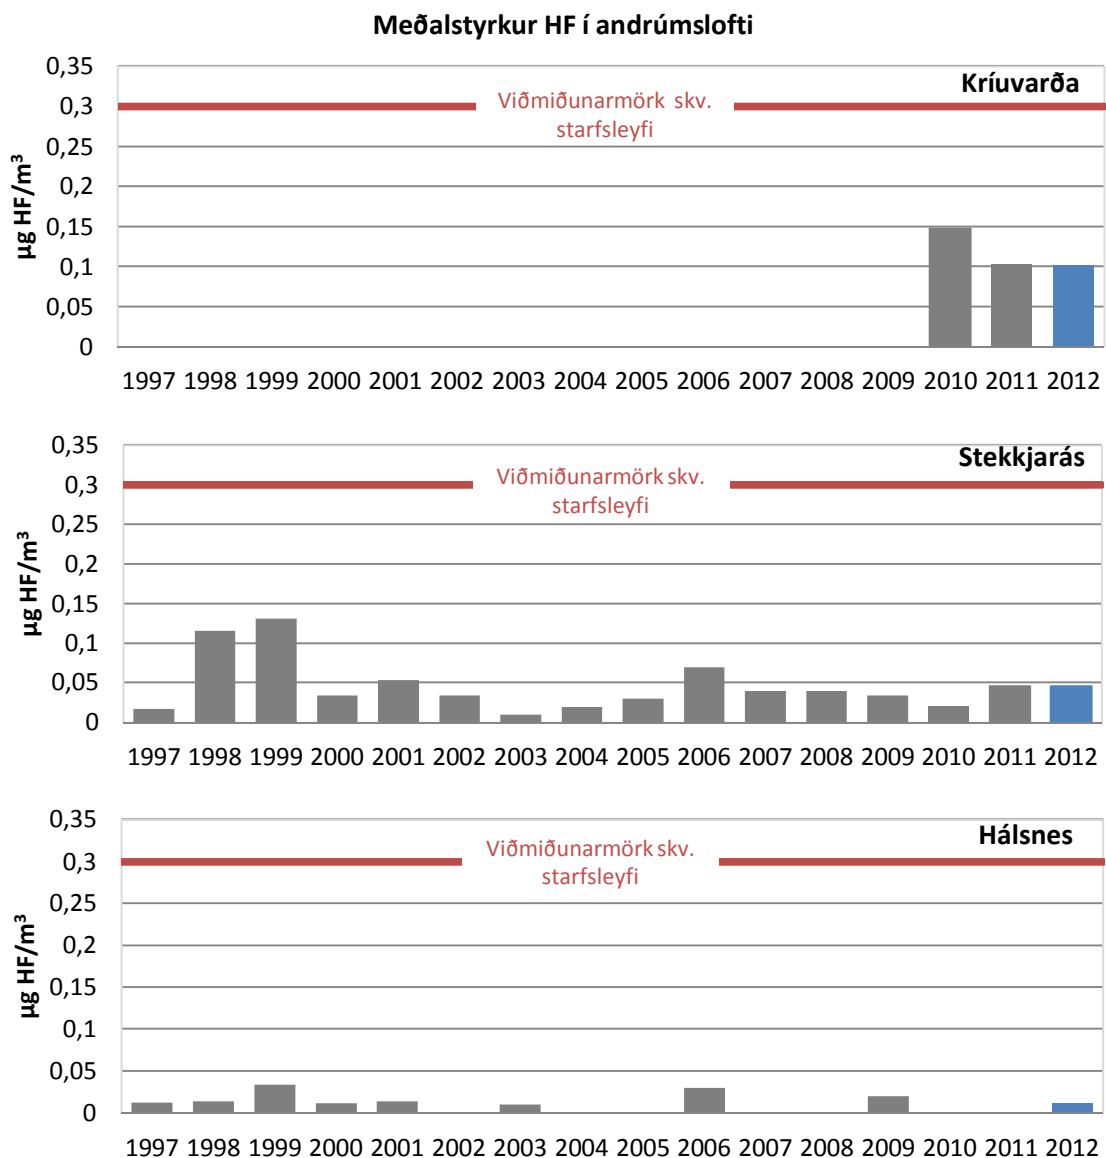 Meðalstyrkur HF í andrúmslofti
Kríuvarða
Viðmiðunarmörk skv.
starfsleyfi
µg HF/m³
0,35
0,3
0,25
0,2
0,15
0,1
0,05
0
1997 1998 1999 2000 2001 2002 2003 2004 2005 2006 2007 2008 2009 2010 2011 2012
Stekkjarás
Viðmiðunarmörk skv.
starfsleyfi
µg HF/m³
0,35
0,3
0,25
0,2
0,15
0,1
0,05
0
1997 1998 1999 2000 2001 2002 2003 2004 2005 2006 2007 2008 2009 2010 2011 2012
Hálsnes
Viðmiðunarmörk skv.
starfsleyfi
µg HF/m³
0,35
0,3
0,25
0,2
0,15
0,1
0,05
0
1997 1998 1999 2000 2001 2002 2003 2004 2005 2006 2007 2008 2009 2010 2011 2012